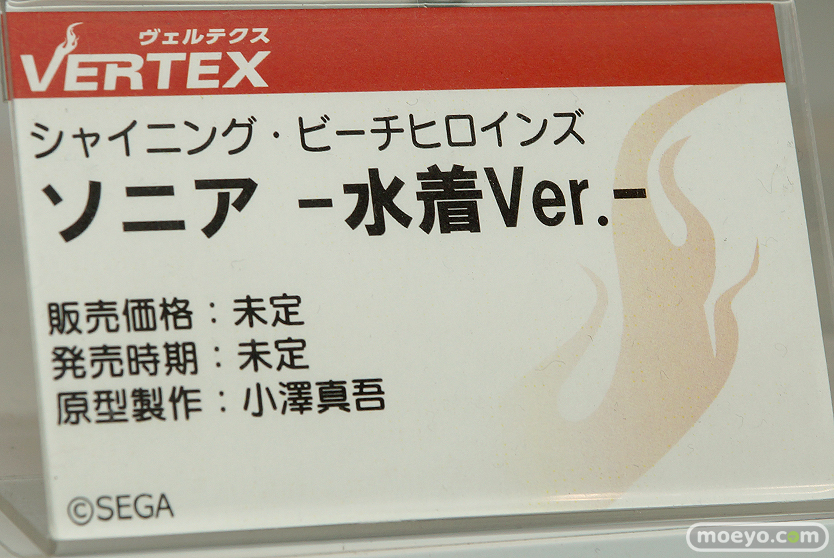 ヴェルテクス
VERTEX
シャイニング・ビーチヒロインズ
ソニア -水着Ver.-
販売価格：未定
発売時期：未定
原型製作：小澤真吾
©SEGA
moeyo.com